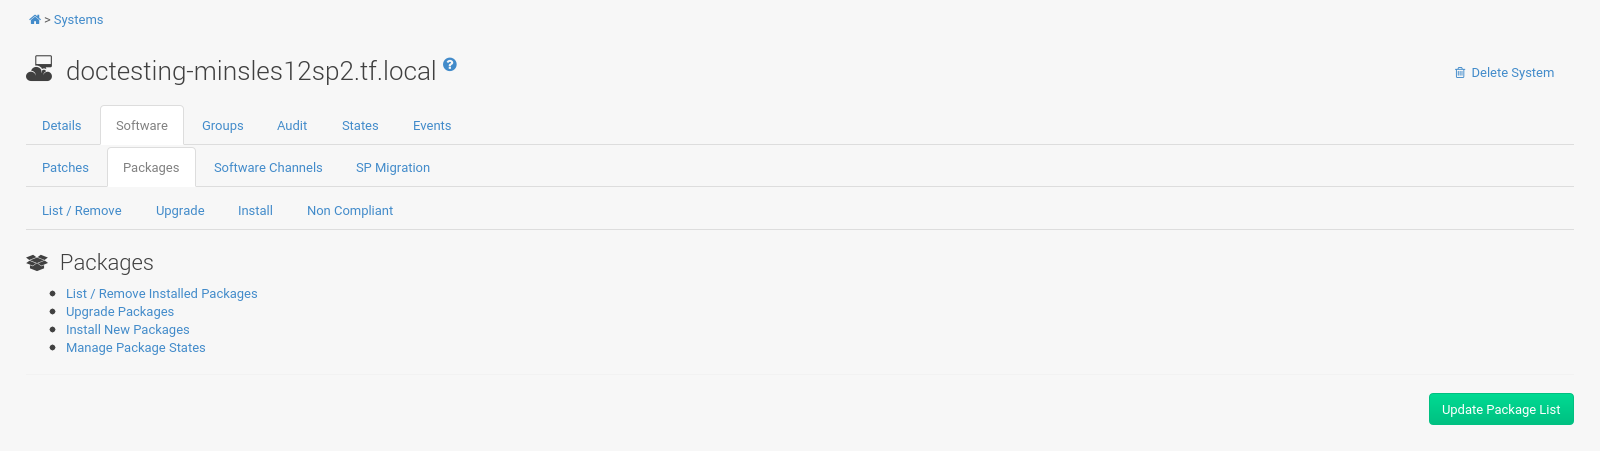 > Systems
doctesting-minsles12sp2.tf.local ?
Delete System
Details Software Groups Audit States Events
Patches Packages Software Channels SP Migration
List / Remove Upgrade Install Non Compliant
Packages
List / Remove Installed Packages
Upgrade Packages
Install New Packages
Manage Package States
Update Package List